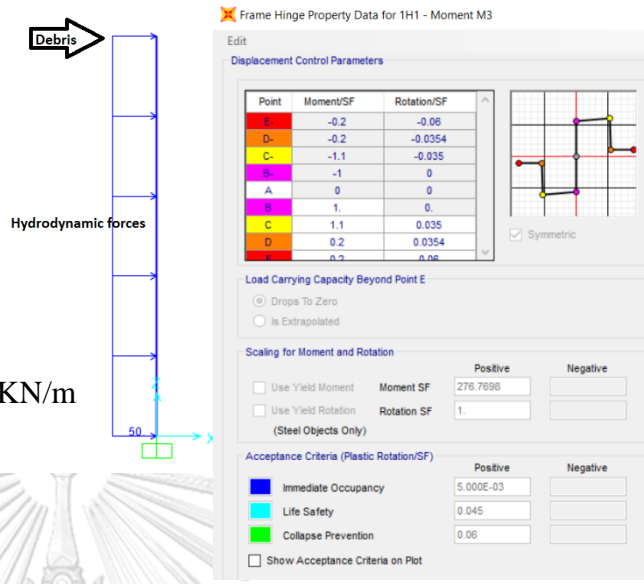 Debris
Hydrodynamic forces
KN/m
50.
X
Frame Hinge Property Data for 1H1 - Moment M3
Edit
Displacement Control Parameters
Point Moment/SF Rotation/SF
E- -0.2 -0.06
D- -0.2 -0.0354
C- -1.1 -0.035
B- -1 0
A 0 0
B 1. 0.
C 1.1 0.035
D 0.2 0.0354
E 0.2 0.06
Symmetric
Load Carrying Capacity Beyond Point E
Drops To Zero
Is Extrapolated
Scaling for Moment and Rotation
Positive Negative
Use Yield Moment Moment SF 276.7698
Use Yield Rotation Rotation SF 1.
(Steel Objects Only)
Acceptance Criteria (Plastic Rotation/SF)
Positive Negative
Immediate Occupancy 5.000E-03
Life Safety 0.045
Collapse Prevention 0.06
Show Acceptance Criteria on Plot